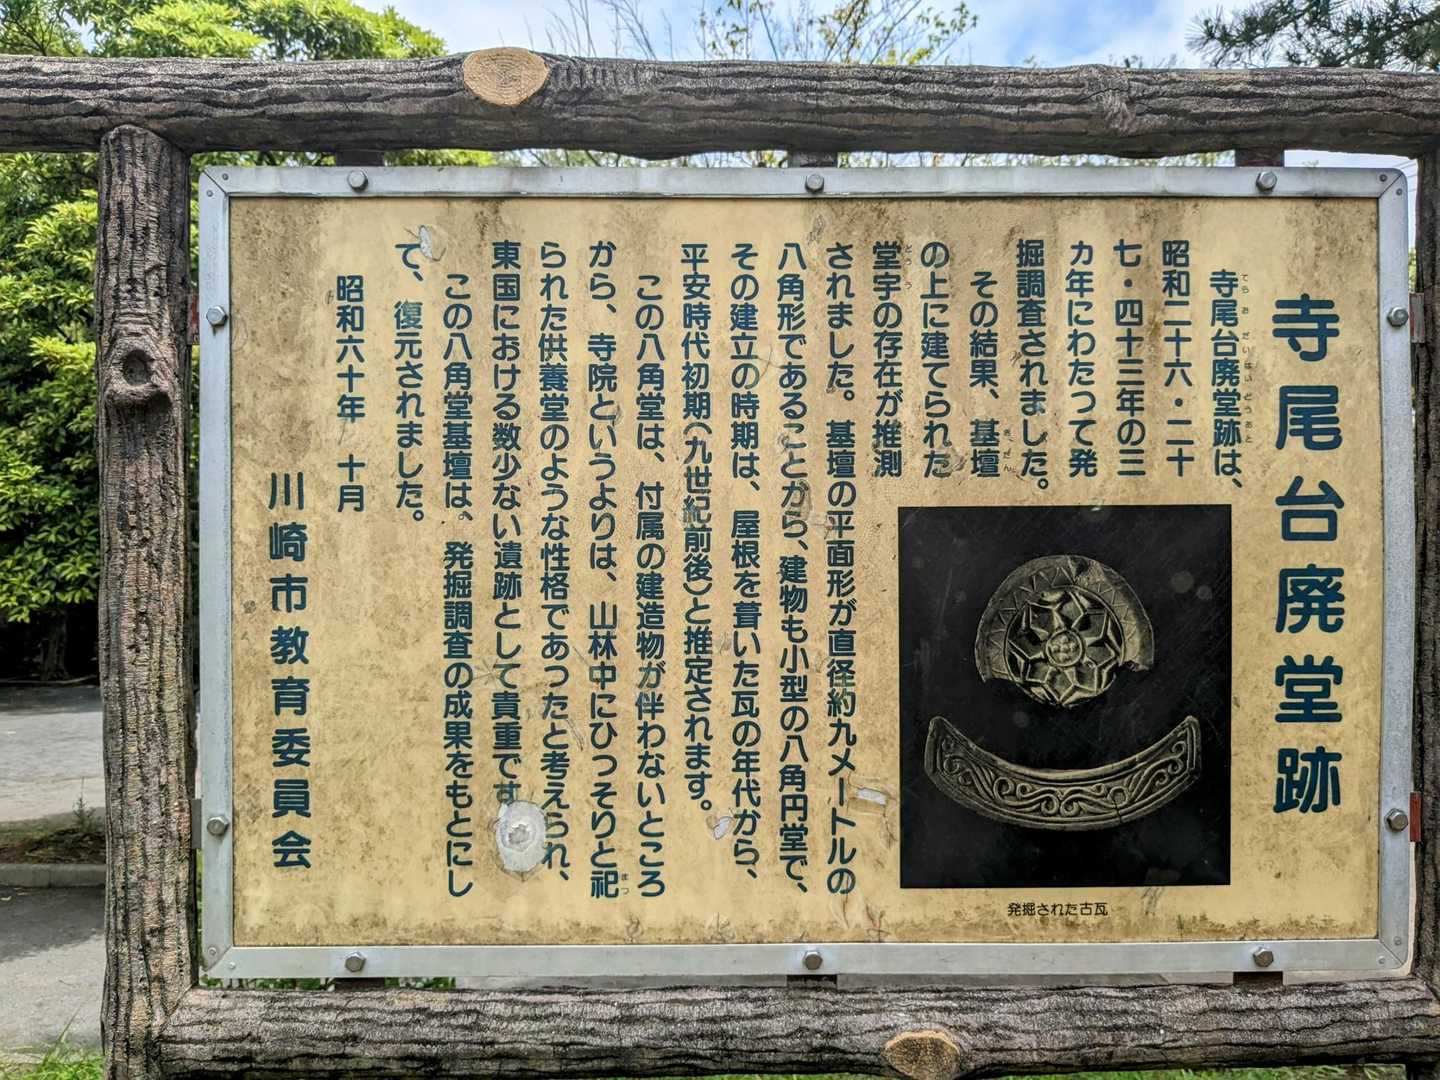 寺尾台廃堂跡
寺尾台廃堂跡は、
てらおだいはいどうあと
昭和二十六・二十
七・四十三年の三
カ年にわたって発
掘調査されました。
その結果、基壇
きだん
の上に建てられた
堂宇の存在が推測
どうう
されました。基壇の平面形が直径約九メートルの
八角形であることから、建物も小型の八角円堂で、
その建立の時期は、屋根を葺いた瓦の年代から、
平安時代初期(九世紀前後)と推定されます。
この八角堂は、付属の建造物が伴わないところ
から、寺院というよりは、山林中にひっそりと祀
まつ
られた供養堂のような性格であったと考えられ、
東国における数少ない遺跡として貴重です。
この八角堂基壇は、発掘調査の成果をもとにし
て、復元されました。
昭和六十年 十月
川崎市教育委員会
発掘された古瓦